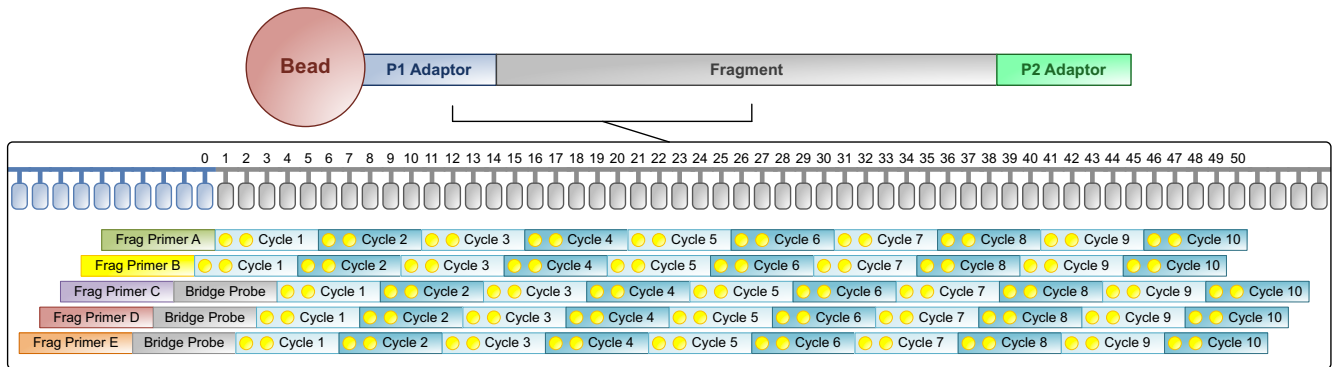 Bead
P1 Adaptor
Fragment
P2 Adaptor
0 1 2 3 4 5 6 7 8 9 10 11 12 13 14 15 16 17 18 19 20 21 22 23 24 25 26 27 28 29 30 31 32 33 34 35 36 37 38 39 40 41 42 43 44 45 46 47 48 49 50
Frag Primer A Cycle 1 Cycle 2 Cycle 3 Cycle 4 Cycle 5 Cycle 6 Cycle 7 Cycle 8 Cycle 9 Cycle 10
Frag Primer B Cycle 1 Cycle 2 Cycle 3 Cycle 4 Cycle 5 Cycle 6 Cycle 7 Cycle 8 Cycle 9 Cycle 10
Frag Primer C Bridge Probe Cycle 1 Cycle 2 Cycle 3 Cycle 4 Cycle 5 Cycle 6 Cycle 7 Cycle 8 Cycle 9 Cycle 10
Frag Primer D Bridge Probe Cycle 1 Cycle 2 Cycle 3 Cycle 4 Cycle 5 Cycle 6 Cycle 7 Cycle 8 Cycle 9 Cycle 10
Frag Primer E Bridge Probe Cycle 1 Cycle 2 Cycle 3 Cycle 4 Cycle 5 Cycle 6 Cycle 7 Cycle 8 Cycle 9 Cycle 10